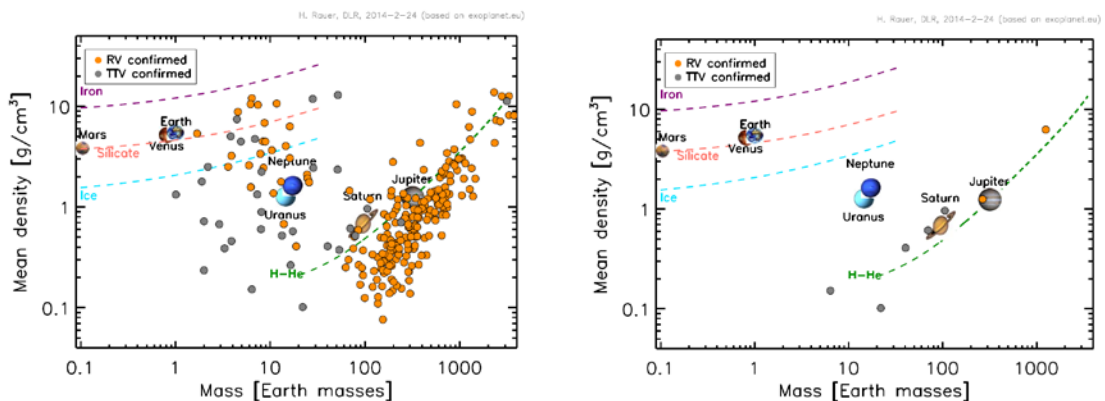 H. Rauer, DLR, 2014-2-24 (based on exoplanet.eu)
RV confirmed
TTV confirmed
Iron
Earth
Mars
Venus
Silicate
Neptune
Ice
Saturn
Jupiter
Uranus
H-He
10
1
0.1
Mean density [g/cm³]
0.1
1
10
100
1000
Mass [Earth masses]
H. Rauer, DLR, 2014-2-24 (based on exoplanet.eu)
RV confirmed
TTV confirmed
Iron
Earth
Mars
Venus
Silicate
Neptune
Ice
Saturn
Jupiter
Uranus
H-He
10
1
0.1
Mean density [g/cm³]
0.1
1
10
100
1000
Mass [Earth masses]